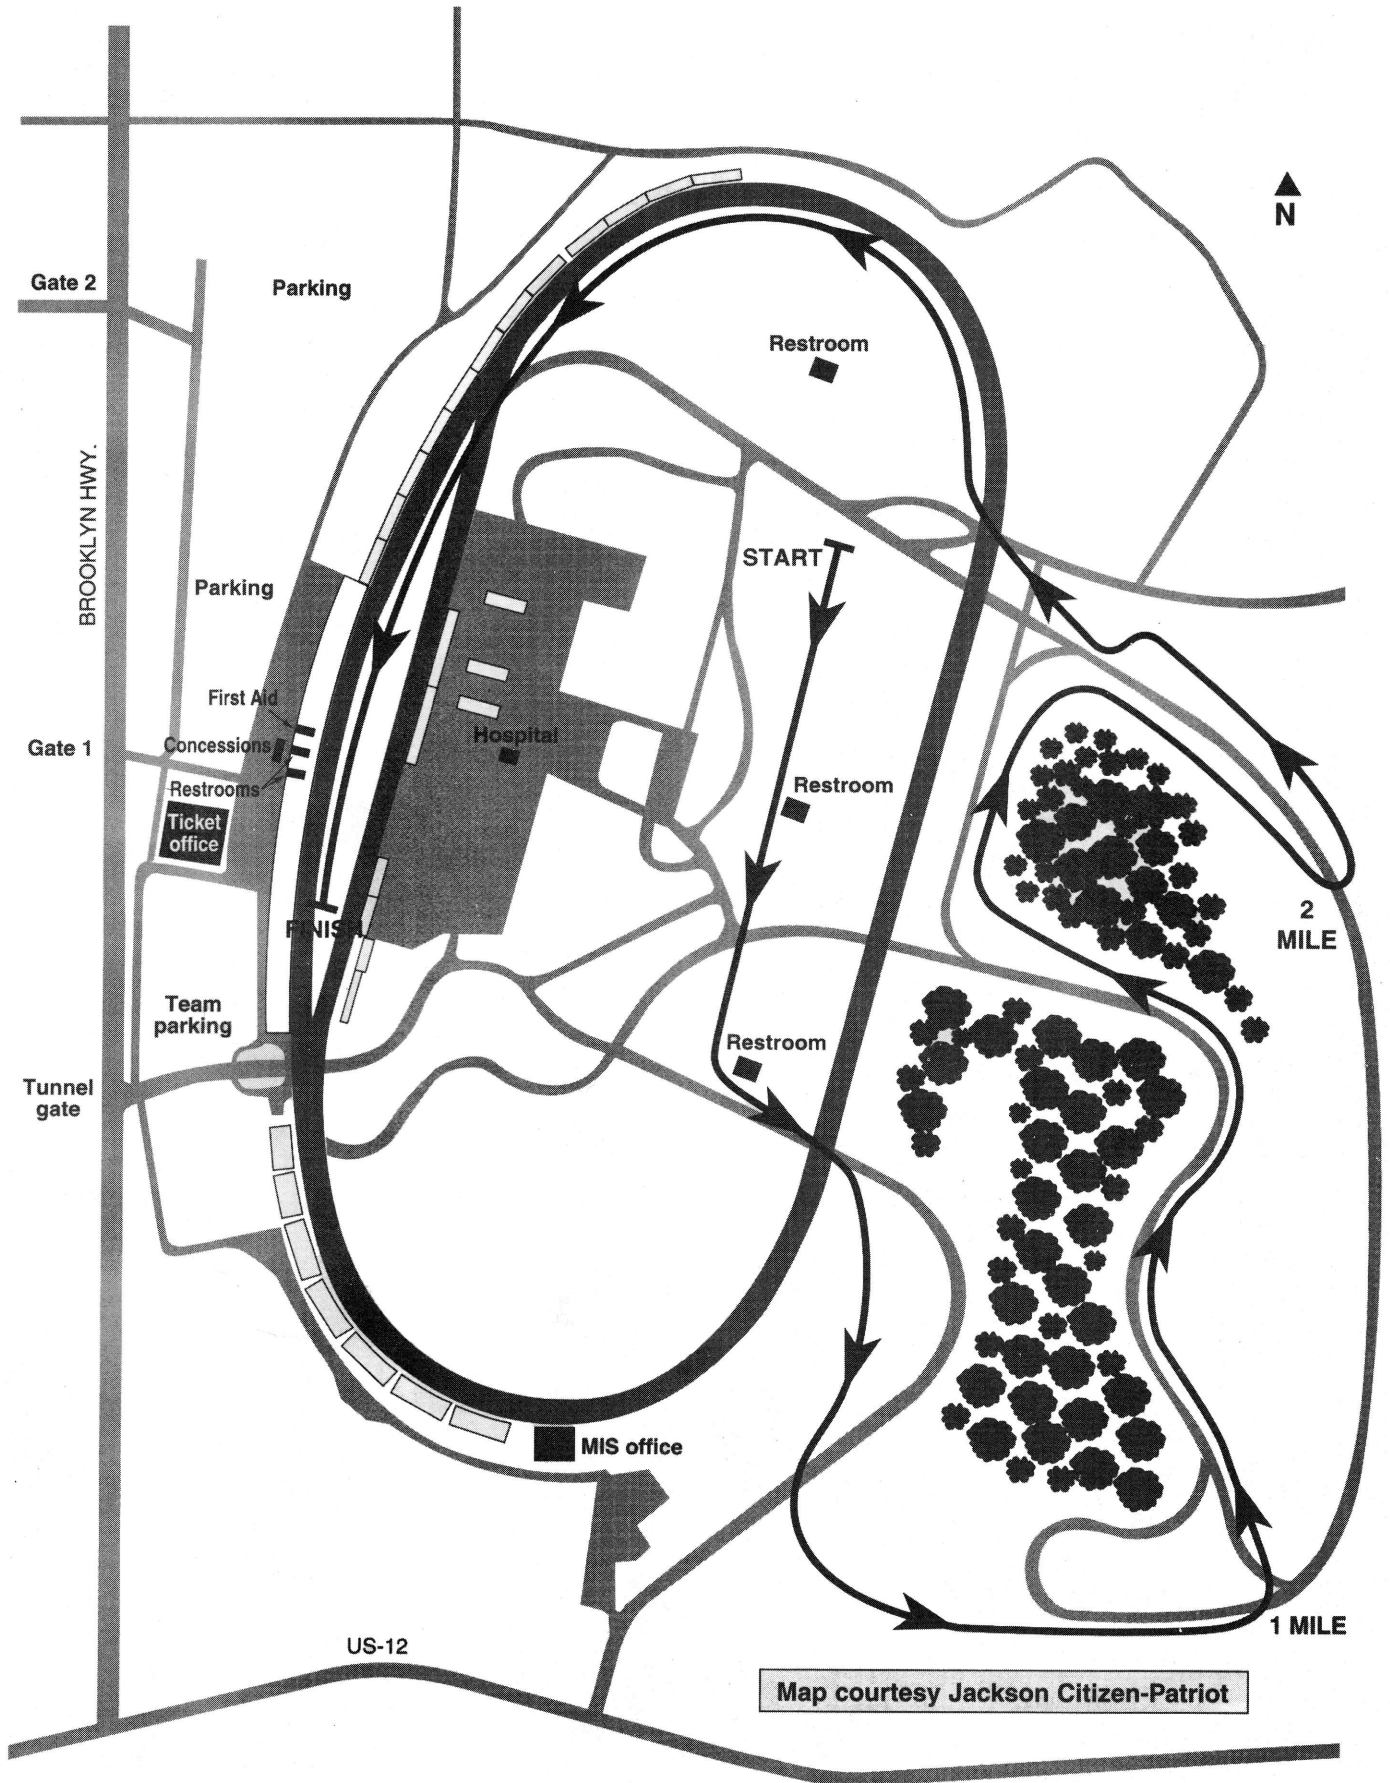 N
Gate 2
Parking
Restroom
BROOKLYN HWY.
START
Parking
First Aid
Hospital
Gate 1
Concessions
Restrooms
Restroom
Ticket
office
2
MILE
FINISH
Team
parking
Restroom
Tunnel
gate
MIS office
1 MILE
US-12
Map courtesy Jackson Citizen-Patriot